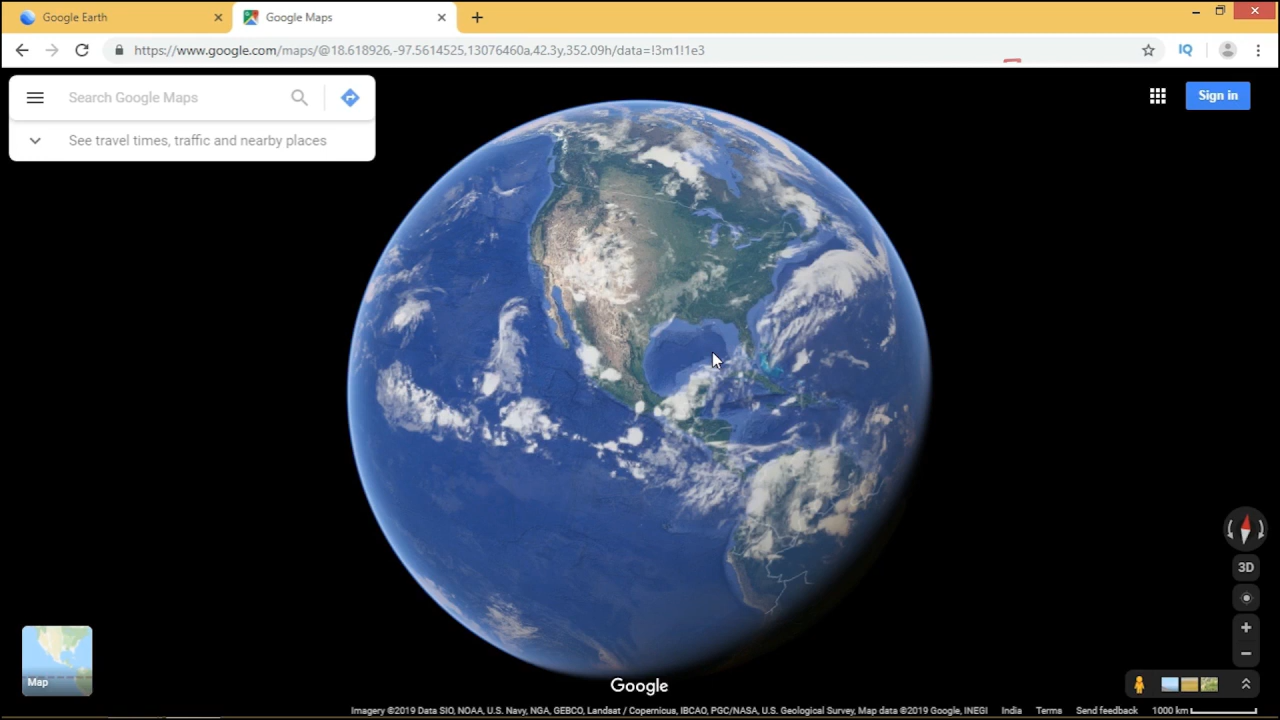 Google Earth
Google Maps
https://www.google.com/maps/@18.618926,-97.5614525,13076460a,42.3y,352.09h/data=!3m1!1e3
IQ
Search Google Maps
Sign in
See travel times, traffic and nearby places
3D
Map
Google
Imagery ©2019 Data SIO, NOAA, U.S. Navy, NGA, GEBCO, Landsat / Copernicus, IBCAO, PGC/NASA, U.S. Geological Survey, Map data ©2019 Google, INEGI India Terms Send feedback 1000 km